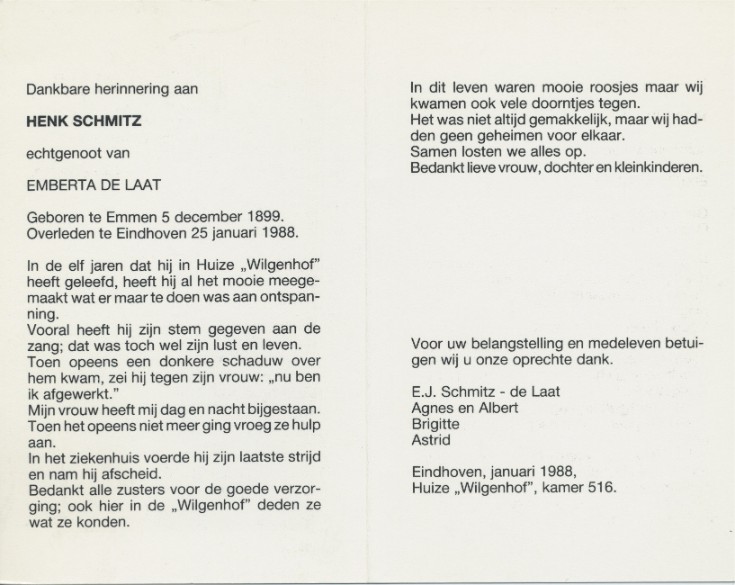 Dankbare herinnering aan
HENK SCHMITZ
echtgenoot van
EMBERTA DE LAAT
Geboren te Emmen 5 december 1899.
Overleden te Eindhoven 25 januari 1988.
In de elf jaren dat hij in Huize „Wilgenhof”
heeft geleefd, heeft hij al het mooie meege-
maakt wat er maar te doen was aan ontspan-
ning.
Vooral heeft hij zijn stem gegeven aan de
zang; dat was toch wel zijn lust en leven.
Toen opeens een donkere schaduw over
hem kwam, zei hij tegen zijn vrouw: „nu ben
ik afgewerkt.”
Mijn vrouw heeft mij dag en nacht bijgestaan.
Toen het opeens niet meer ging vroeg ze hulp
aan.
In het ziekenhuis voerde hij zijn laatste strijd
en nam hij afscheid.
Bedankt alle zusters voor de goede verzor-
ging; ook hier in de „Wilgenhof” deden ze
wat ze konden.
In dit leven waren mooie roosjes maar wij
kwamen ook vele doorntjes tegen.
Het was niet altijd gemakkelijk, maar wij had-
den geen geheimen voor elkaar.
Samen losten we alles op.
Bedankt lieve vrouw, dochter en kleinkinderen.
Voor uw belangstelling en medeleven betui-
gen wij u onze oprechte dank.
E.J. Schmitz - de Laat
Agnes en Albert
Brigitte
Astrid
Eindhoven, januari 1988,
Huize „Wilgenhof”, kamer 516.